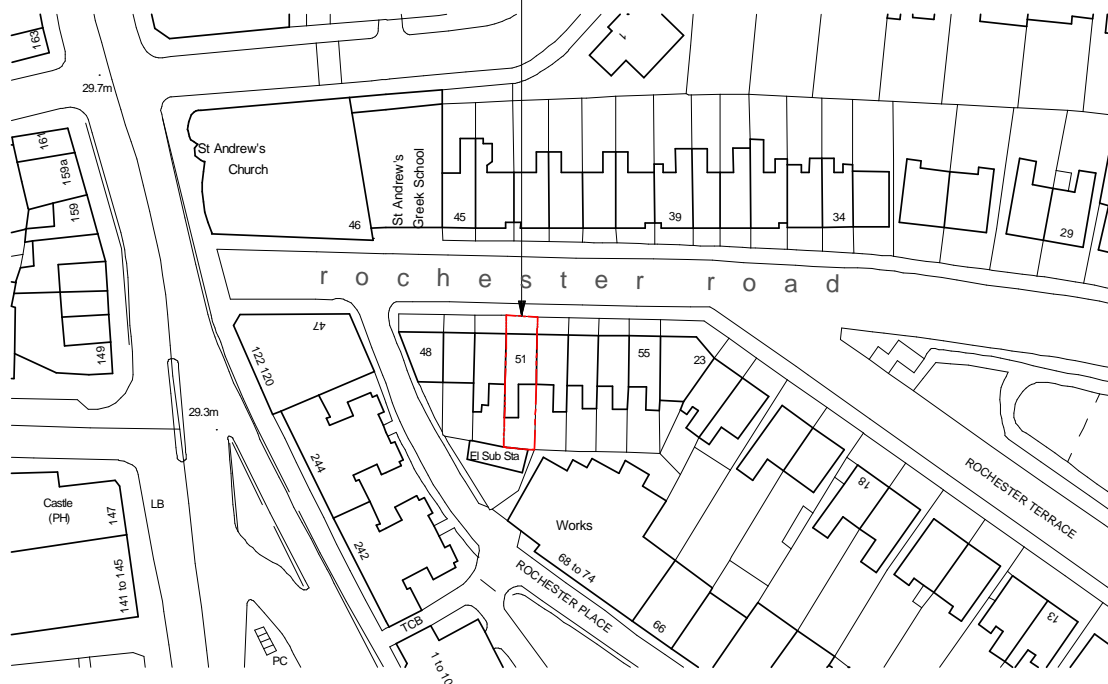 163
29.7m
161
159a
159
149
St Andrew's
Church
46
St Andrew's
Greek School
45
39
34
29
rochester road
47
122 120
48
51
55
23
29.3m
244
242
El Sub Sta
Castle
(PH)
147
LB
141 to 145
Works
68 to 74
66
ROCHESTER PLACE
ROCHESTER TERRACE
18
13
TCB
PC
1 to 10